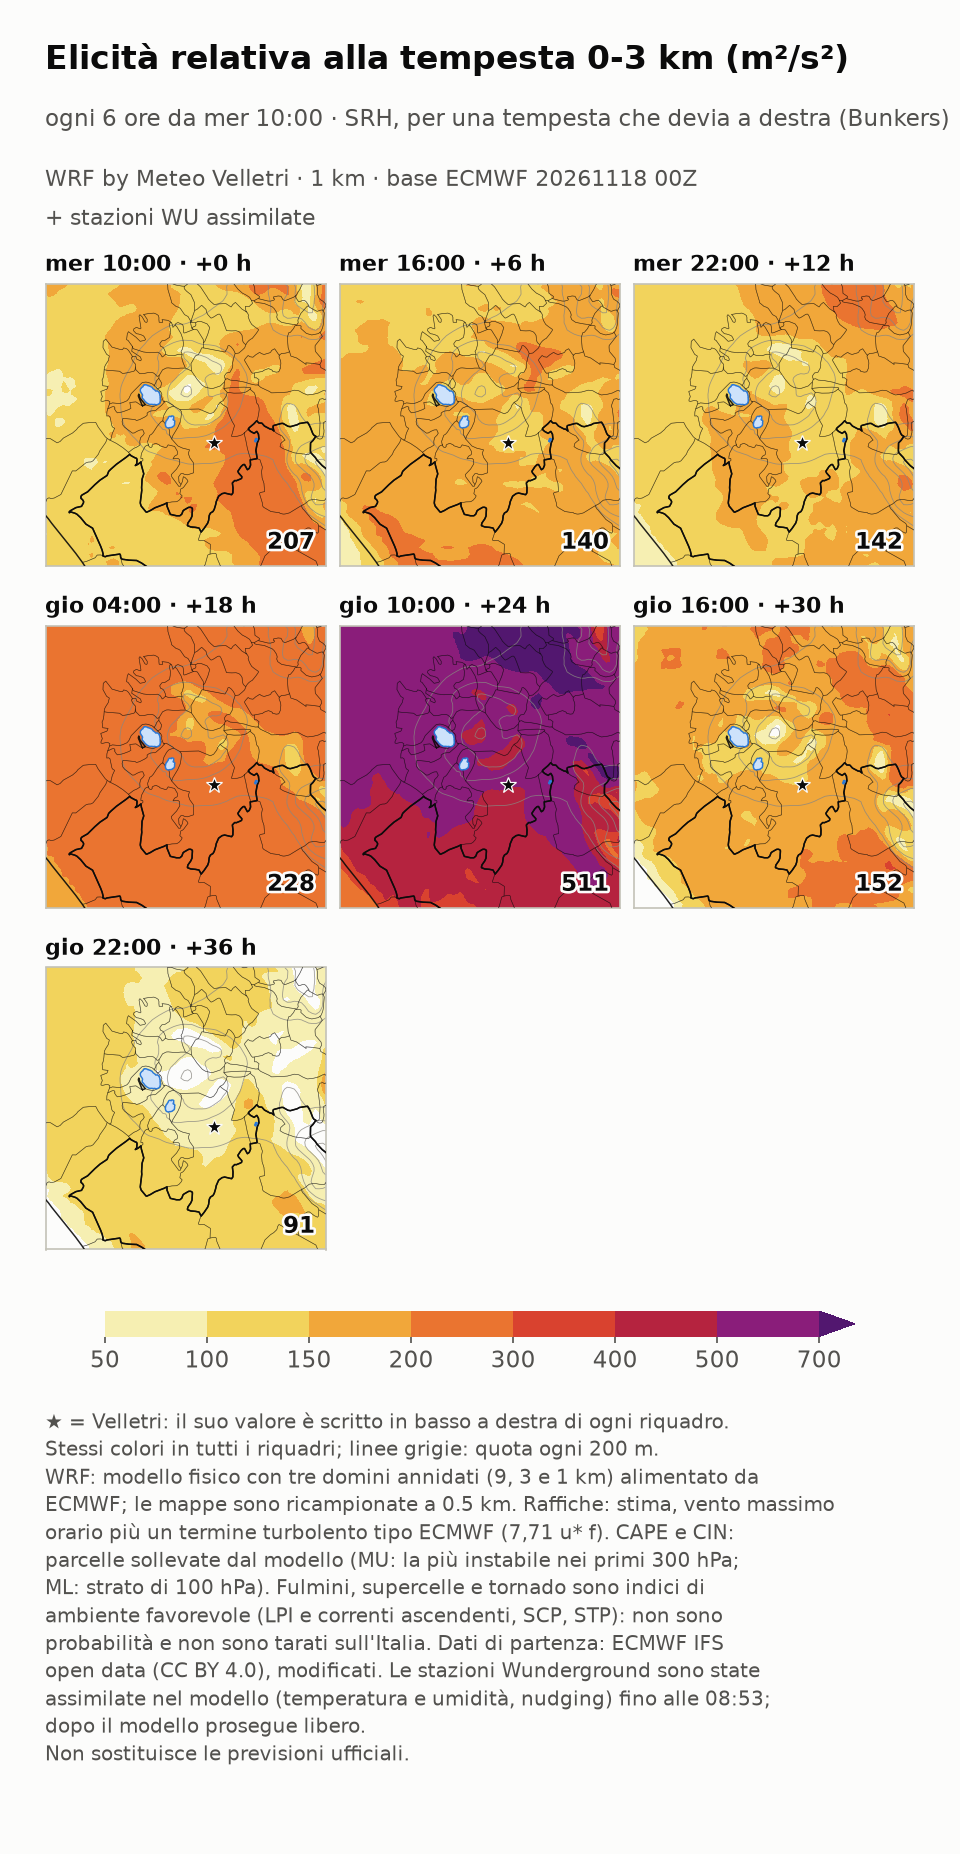 Elicità relativa alla tempesta 0-3 km (m²/s²)
ogni 6 ore da mer 10:00 · SRH, per una tempesta che devia a destra (Bunkers)
WRF by Meteo Velletri · 1 km · base ECMWF 20261118 00Z
+ stazioni WU assimilate
mer 10:00 · +0 h
mer 16:00 · +6 h
mer 22:00 · +12 h
207
140
142
gio 04:00 · +18 h
gio 10:00 · +24 h
gio 16:00 · +30 h
228
511
152
gio 22:00 · +36 h
91
50 100 150 200 300 400 500 700
★ = Velletri: il suo valore è scritto in basso a destra di ogni riquadro.
Stessi colori in tutti i riquadri; linee grigie: quota ogni 200 m.
WRF: modello fisico con tre domini annidati (9, 3 e 1 km) alimentato da
ECMWF; le mappe sono ricampionate a 0.5 km. Raffiche: stima, vento massimo
orario più un termine turbolento tipo ECMWF (7,71 u* f). CAPE e CIN:
parcelle sollevate dal modello (MU: la più instabile nei primi 300 hPa;
ML: strato di 100 hPa). Fulmini, supercelle e tornado sono indici di
ambiente favorevole (LPI e correnti ascendenti, SCP, STP): non sono
probabilità e non sono tarati sull'Italia. Dati di partenza: ECMWF IFS
open data (CC BY 4.0), modificati. Le stazioni Wunderground sono state
assimilate nel modello (temperatura e umidità, nudging) fino alle 08:53;
dopo il modello prosegue libero.
Non sostituisce le previsioni ufficiali.